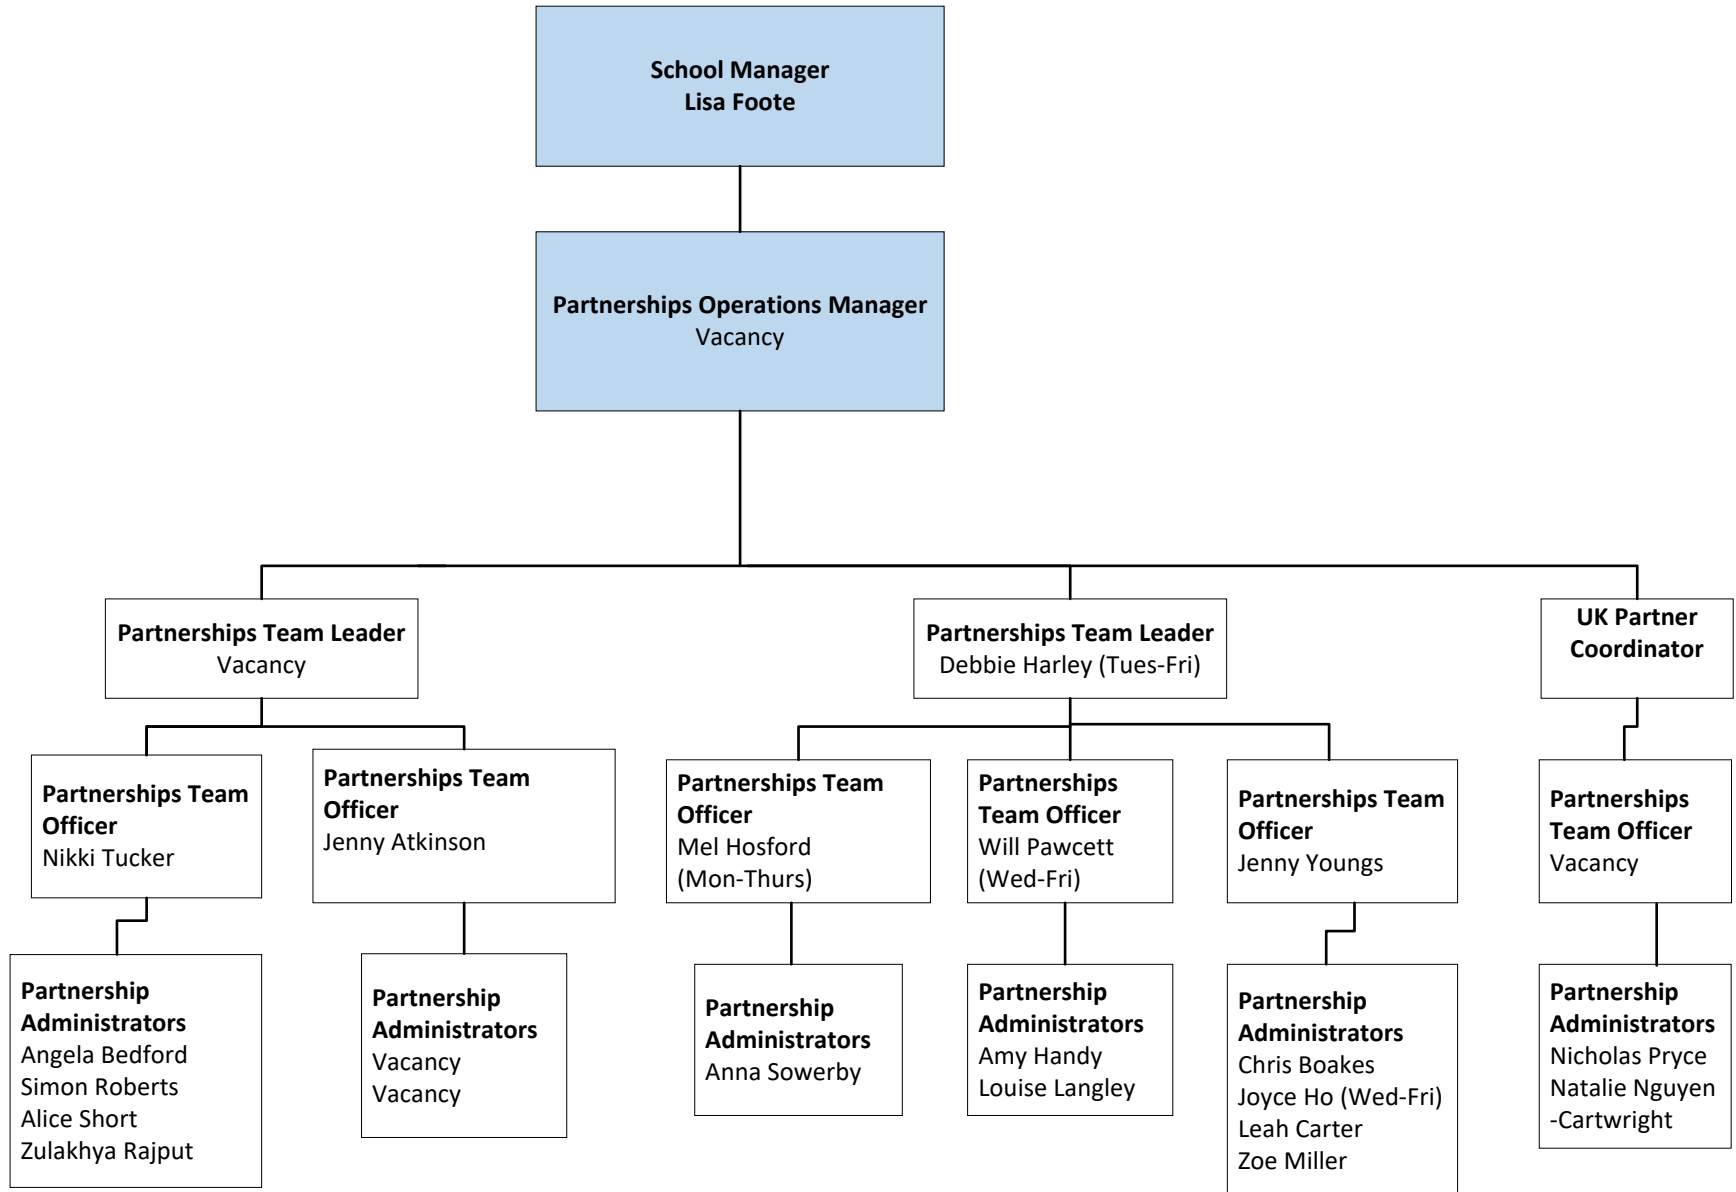 School Manager
Lisa Foote
Partnerships Operations Manager
Vacancy
Partnerships Team Leader
Vacancy
Partnerships Team Leader
Debbie Harley (Tues-Fri)
UK Partner
Coordinator
Partnerships Team
Officer
Nikki Tucker
Partnerships Team
Officer
Jenny Atkinson
Partnerships Team
Officer
Mel Hosford
(Mon-Thurs)
Partnerships
Team Officer
Will Pawcett
(Wed-Fri)
Partnerships Team
Officer
Jenny Youngs
Partnerships
Team Officer
Vacancy
Partnership
Administrators
Angela Bedford
Simon Roberts
Alice Short
Zulakhya Rajput
Partnership
Administrators
Vacancy
Vacancy
Partnership
Administrators
Anna Sowerby
Partnership
Administrators
Amy Handy
Louise Langley
Partnership
Administrators
Chris Boakes
Joyce Ho (Wed-Fri)
Leah Carter
Zoe Miller
Partnership
Administrators
Nicholas Pryce
Natalie Nguyen
-Cartwright